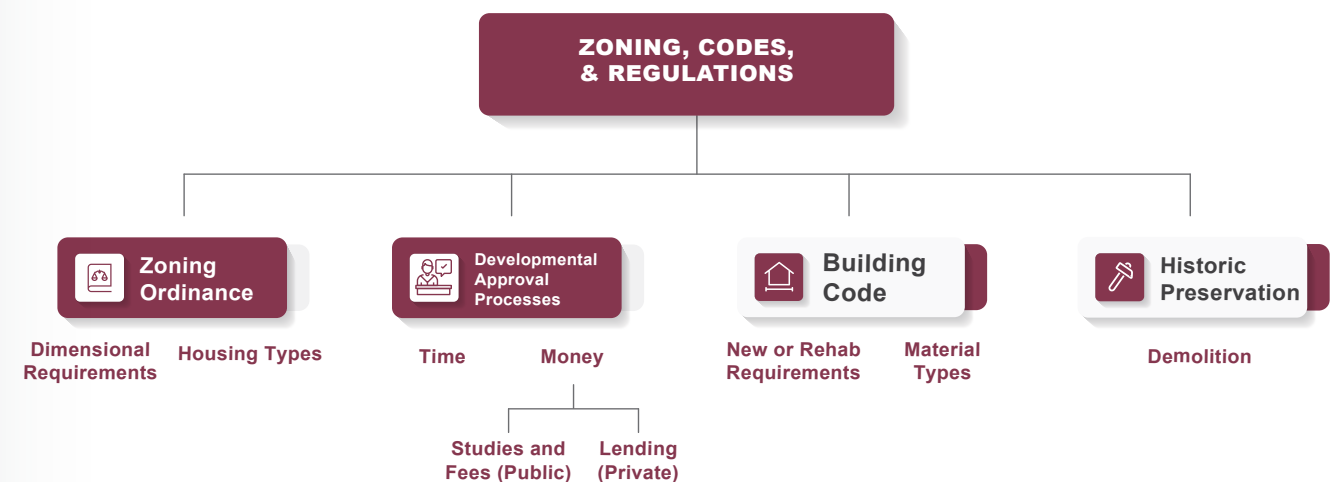 ZONING, CODES,
& REGULATIONS
Zoning
Ordinance
Developmental
Approval
Processes
Building
Code
Historic
Preservation
Dimensional
Requirements
Housing Types
Time
Money
New or Rehab
Requirements
Material
Types
Demolition
Studies and
Fees (Public)
Lending
(Private)